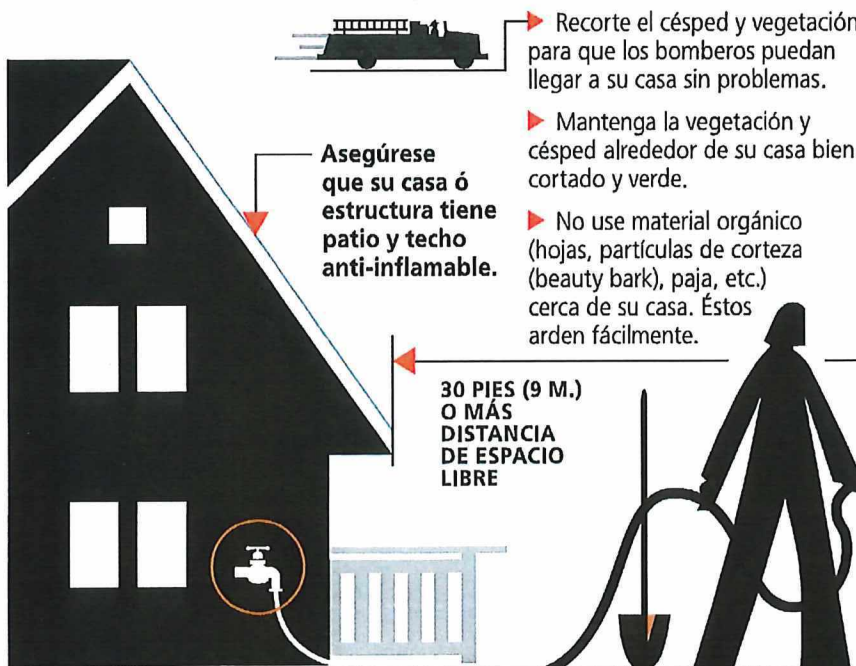 Recorte el césped y vegetación
para que los bomberos puedan
llegar a su casa sin problemas.
Mantenga la vegetación y
césped alrededor de su casa bien
cortado y verde.
No use material orgánico
(hojas, partículas de corteza
(beauty bark), paja, etc.)
cerca de su casa. Éstos
arden fácilmente.
Asegúrese
que su casa ó
estructura tiene
patio y techo
anti-inflamable.
30 PIES (9 M.)
O MÁS
DISTANCIA
DE ESPACIO
LIBRE